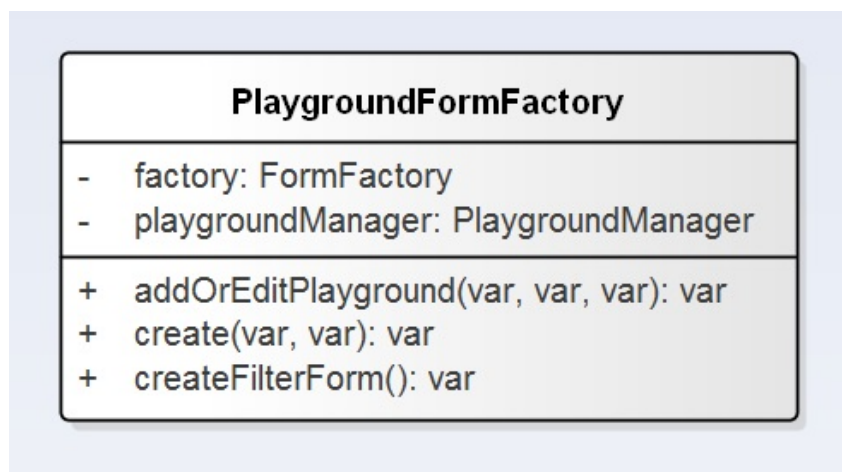 PlaygroundFormFactory
- factory: FormFactory
- playgroundManager: PlaygroundManager
+ addOrEditPlayground(var, var, var): var
+ create(var, var): var
+ createFilterForm(): var